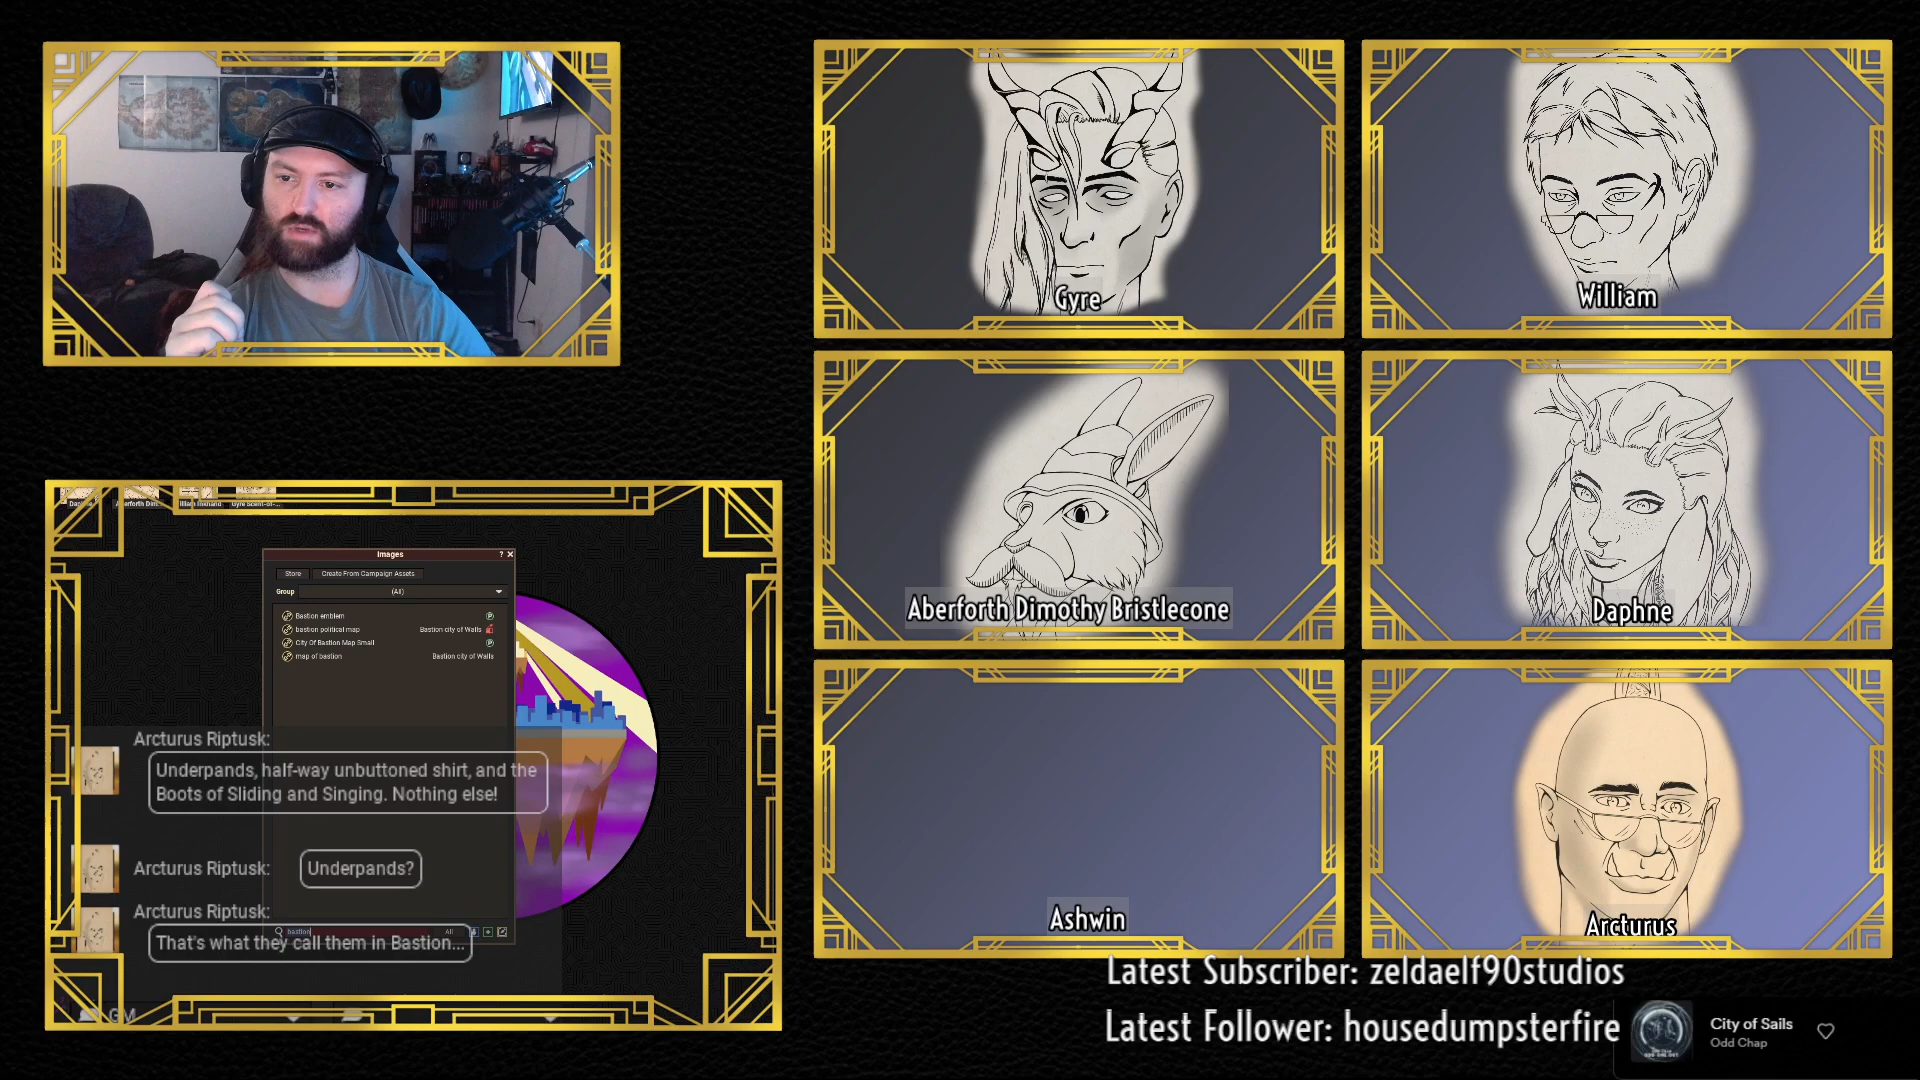 Gyre
William
Aberforth Dimothy Bristlecone
Daphne
Ashwin
Arcturus
Images
? ×
Store
Create From Campaign Assets
Group
(All)
Bastion emblem
bastion political map
Bastion city of Walls
City Of Bastion Map Small
map of bastion
Bastion city of Walls
Arcturus Riptusk:
Underpands, half-way unbuttoned shirt, and the
Boots of Sliding and Singing. Nothing else!
Arcturus Riptusk:
Underpands?
Arcturus Riptusk:
bastion
All
That's what they call them in Bastion...
GM
Latest Subscriber: zeldaelf90studios
Latest Follower: housedumpsterfire
City of Sails
Odd Chap